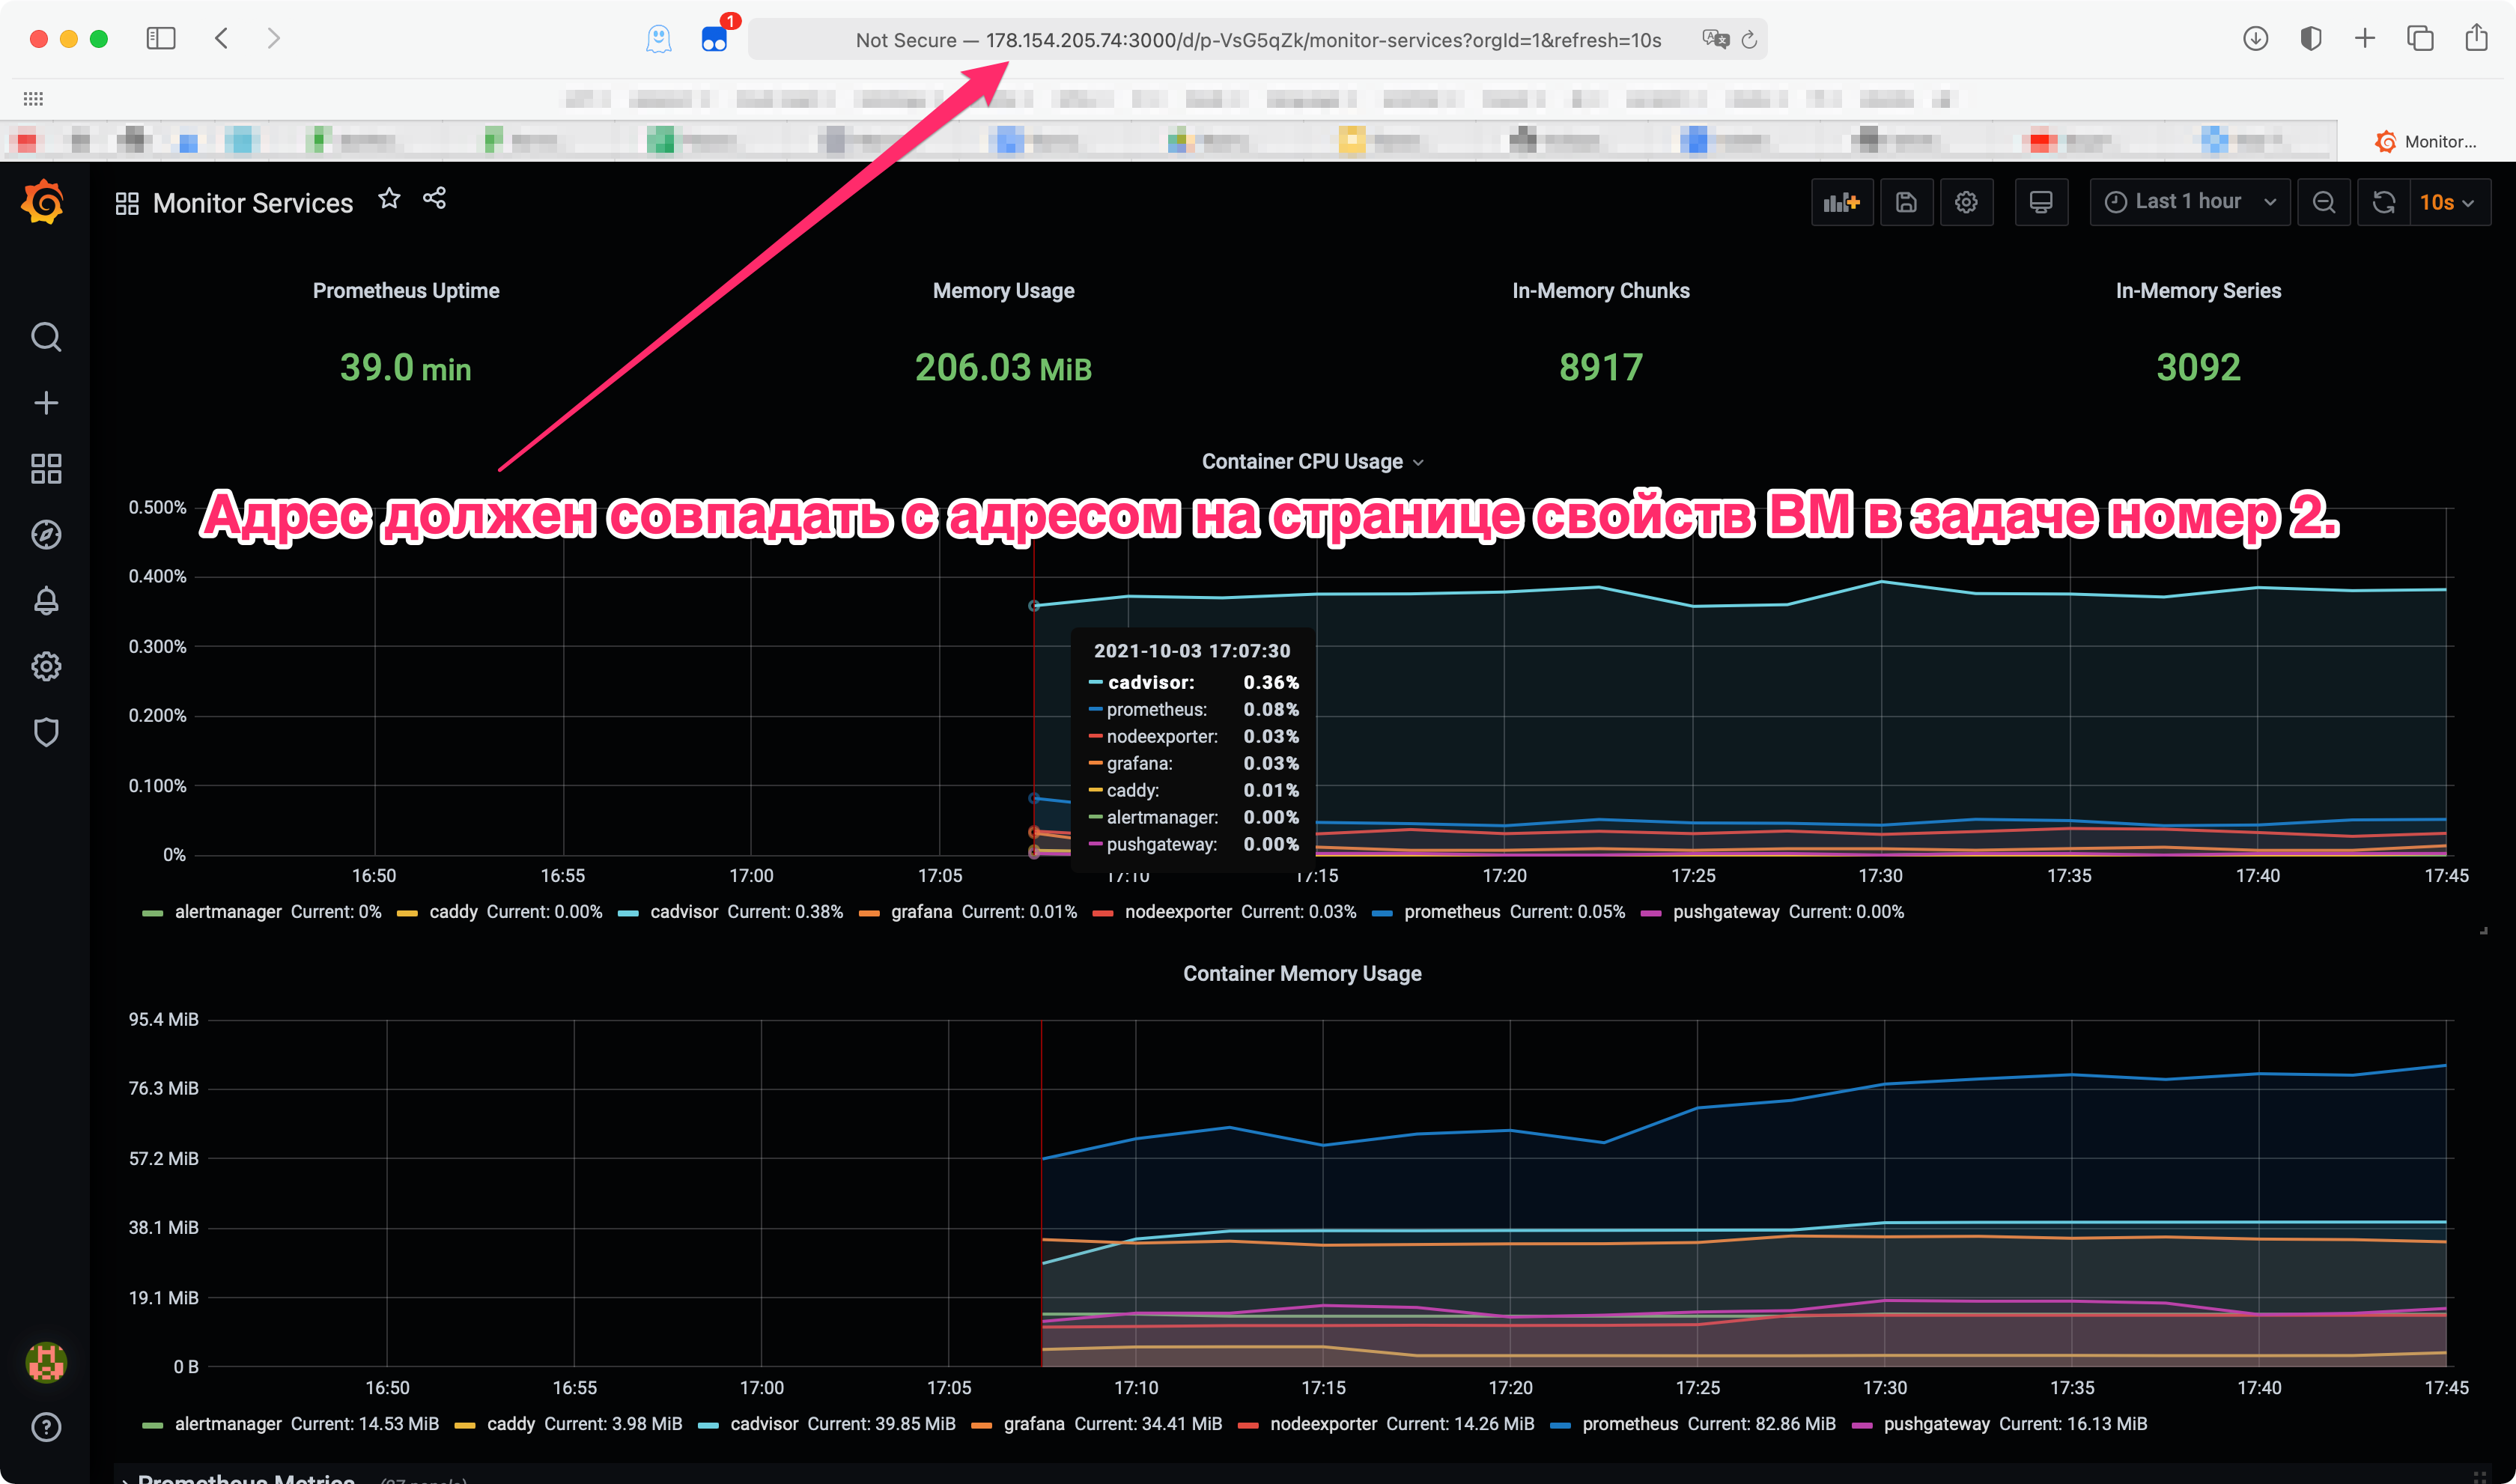 1
Not Secure — 178.154.205.74:3000/d/p-VsG5qZk/monitor-services?orgId=1&refresh=10s
Monitor...
Monitor Services
Last 1 hour
10s
Prometheus Uptime
Memory Usage
In-Memory Chunks
In-Memory Series
39.0 min
206.03 MiB
8917
3092
Container CPU Usage
0.500%
Адрес должен совпадать с адресом на странице свойств ВМ в задаче номер 2.
0.400%
0.300%
0.200%
0.100%
0%
2021-10-03 17:07:30
cadvisor: 0.36%
prometheus: 0.08%
nodeexporter: 0.03%
grafana: 0.03%
caddy: 0.01%
alertmanager: 0.00%
pushgateway: 0.00%
16:50 16:55 17:00 17:05 17:10 17:15 17:20 17:25 17:30 17:35 17:40 17:45
alertmanager Current: 0% caddy Current: 0.00% cadvisor Current: 0.38% grafana Current: 0.01% nodeexporter Current: 0.03% prometheus Current: 0.05% pushgateway Current: 0.00%
Container Memory Usage
95.4 MiB
76.3 MiB
57.2 MiB
38.1 MiB
19.1 MiB
0 B
16:50 16:55 17:00 17:05 17:10 17:15 17:20 17:25 17:30 17:35 17:40 17:45
alertmanager Current: 14.53 MiB caddy Current: 3.98 MiB cadvisor Current: 39.85 MiB grafana Current: 34.41 MiB nodeexporter Current: 14.26 MiB prometheus Current: 82.86 MiB pushgateway Current: 16.13 MiB
Prometheus Metrics